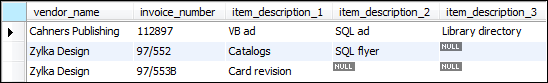 vendor_name invoice_number item_description_1 item_description_2 item_description_3
Cahners Publishing 112897 VB ad SQL ad Library directory
Zylka Design 97/552 Catalogs SQL flyer NULL
Zylka Design 97/553B Card revision NULL NULL